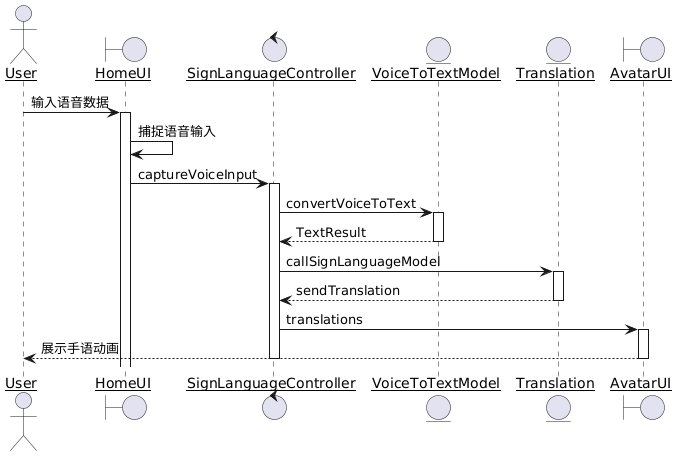 User
HomeUI
SignLanguageController
VoiceToTextModel
Translation
AvatarUI
输入语音数据
捕捉语音输入
captureVoiceInput
convertVoiceToText
TextResult
callSignLanguageModel
sendTranslation
translations
展示手语动画
User
HomeUI
SignLanguageController
VoiceToTextModel
Translation
AvatarUI